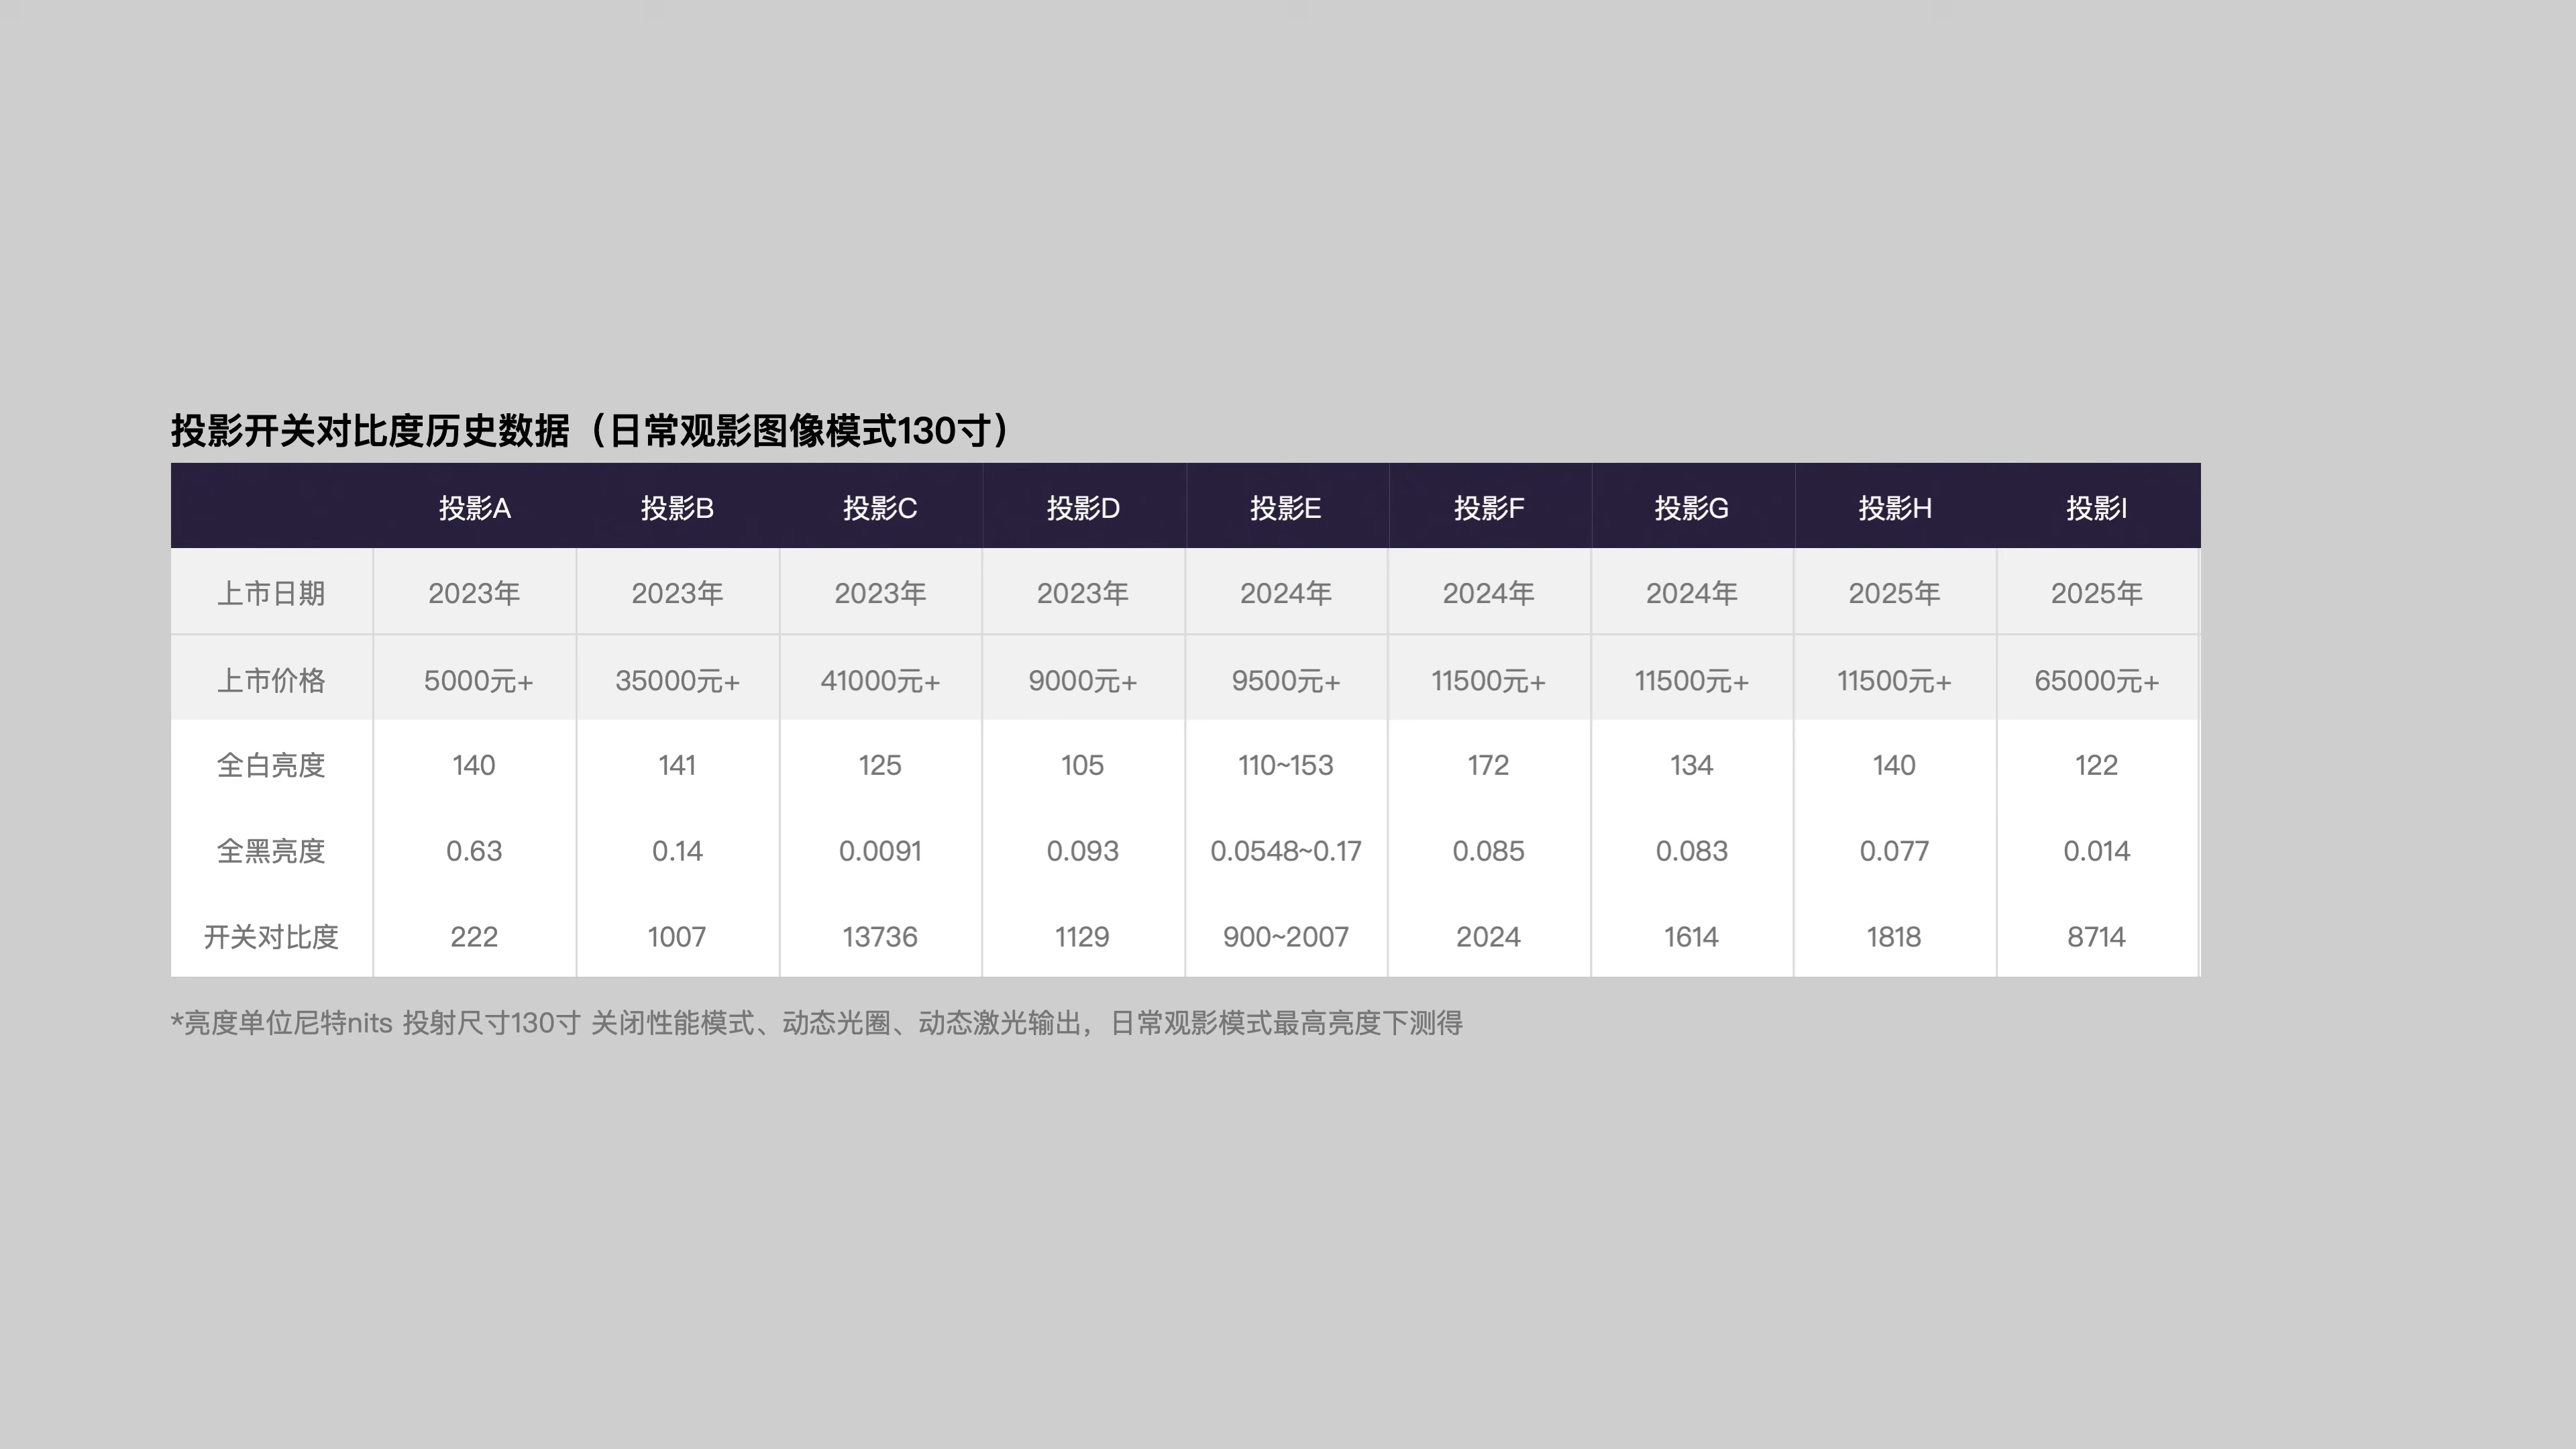 投影开关对比度历史数据（日常观影图像模式130寸）
投影A 投影B 投影C 投影D 投影E 投影F 投影G 投影H 投影I
上市日期 2023年 2023年 2023年 2023年 2024年 2024年 2024年 2025年 2025年
上市价格 5000元+ 35000元+ 41000元+ 9000元+ 9500元+ 11500元+ 11500元+ 11500元+ 65000元+
全白亮度 140 141 125 105 110~153 172 134 140 122
全黑亮度 0.63 0.14 0.0091 0.093 0.0548~0.17 0.085 0.083 0.077 0.014
开关对比度 222 1007 13736 1129 900~2007 2024 1614 1818 8714
*亮度单位尼特nits 投射尺寸130寸 关闭性能模式、动态光圈、动态激光输出，日常观影模式最高亮度下测得